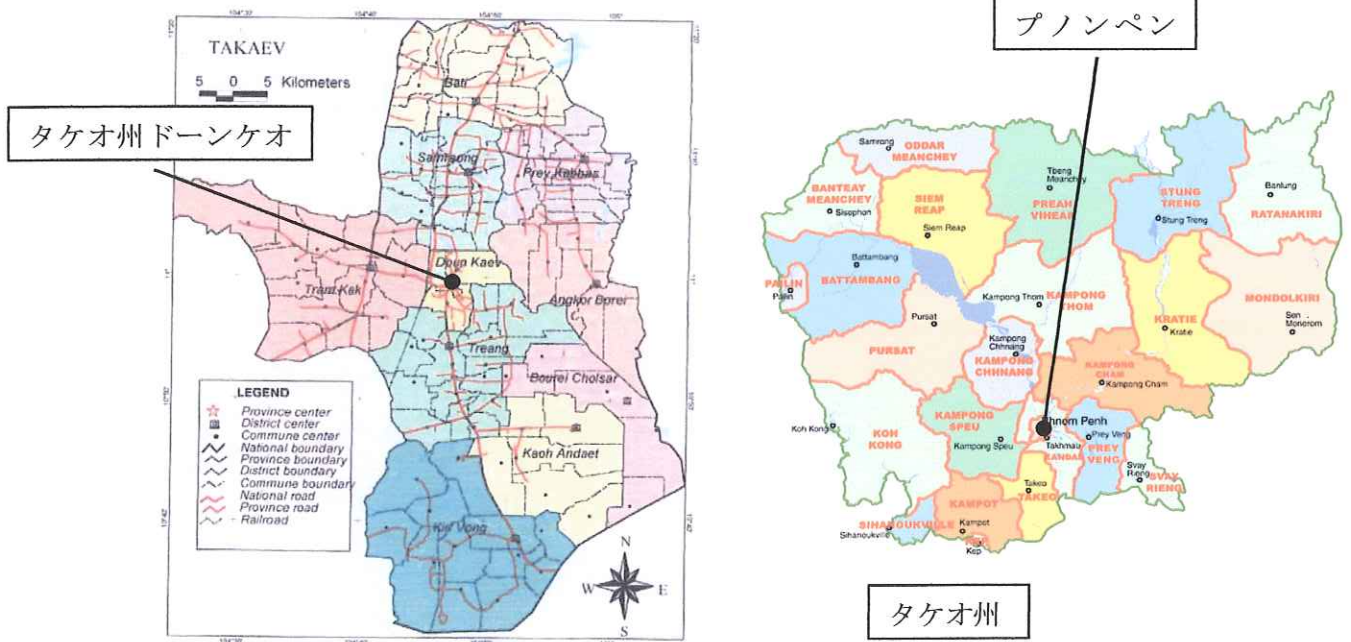 プノンペン
TAKAEV
5 0 5 Kilometers
タケオ州ドーンケオ
Bati
Samraong
Prey Kabbas
Doun Kaev
Tram Kak
Angkor Borei
Treang
Bourei Cholsar
Kaoh Andaet
Kiri Vong
LEGEND
Province center
District center
Commune center
National boundary
Province boundary
District boundary
Commune boundary
National road
Province road
Railroad
N
W E
S
Samrong
ODDAR
MEANCHEY
BANTEAY
MEANCHEY
Sisophon
SIEM
REAP
Siem Reap
Tbeng
Meanchey
PREAH
VIHEAR
STUNG
TRENG
Stung Treng
Banlung
RATANAKIRI
Battambang
BATTAMBANG
PAILIN
Pailin
Kampong Thom
KAMPONG
THOM
KRATIE
Kratie
MONDOLKIRI
Sen
Monorom
Pursat
PURSAT
Kampong
Chhnang
KAMPONG
CHHNANG
KAMPONG
CHAM
Kampong Cham
Koh Kong
KOH
KONG
KAMPONG
SPEU
Kampong Speu
Phnom Penh
Takhmau
KANDAL
Prey Veng
PREY
VENG
Svay
Rieng
SVAY
RIENG
Takeo
TAKEO
KAMPOT
Kampot
SIHANOUKVILLE
Sihanoukville
Kep
タケオ州